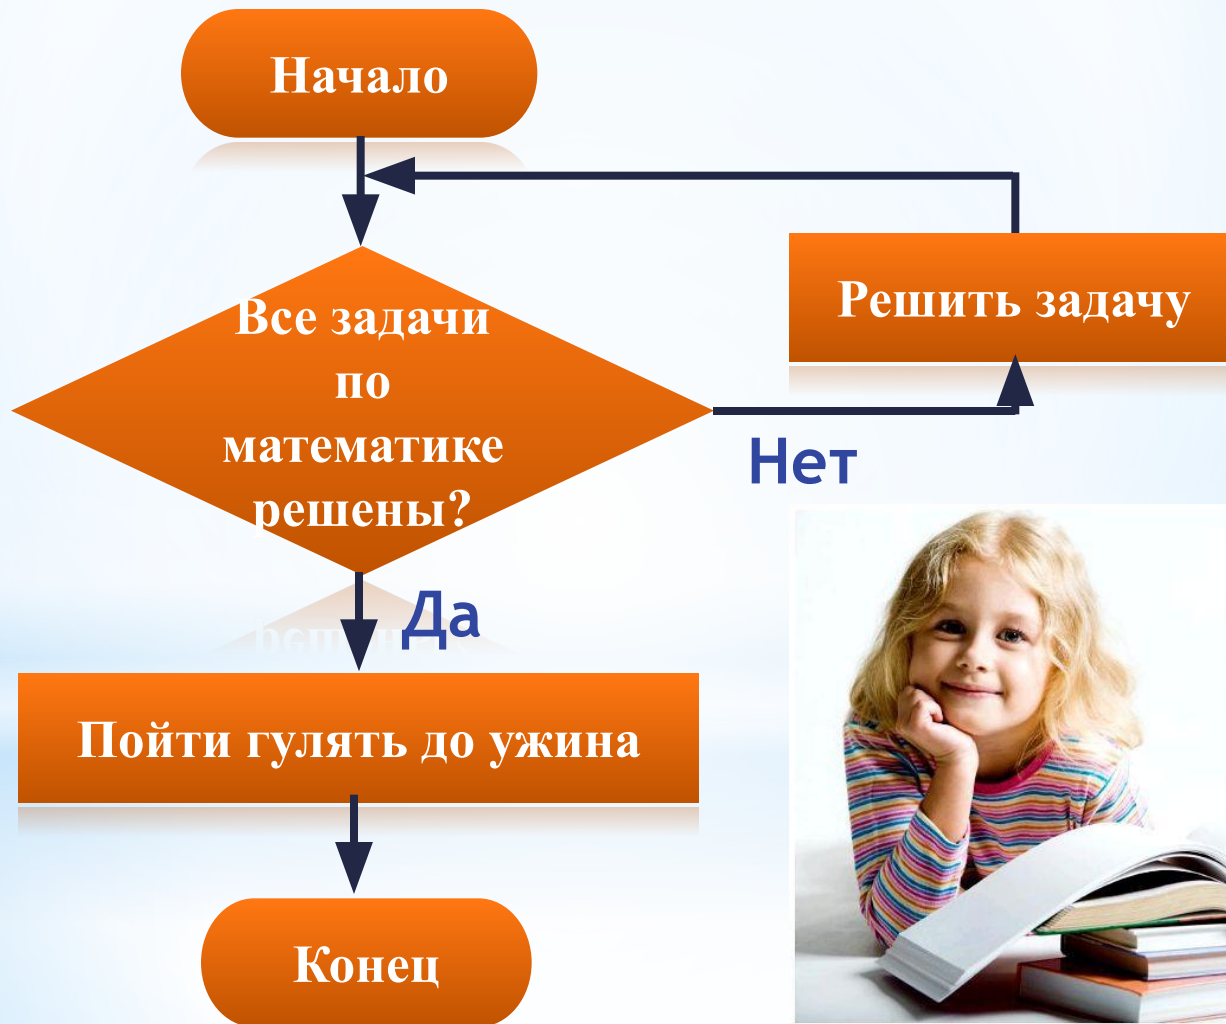 Начало
Решить задачу
Все задачи
по
математике
решены?
Нет
Да
Пойти гулять до ужина
Конец